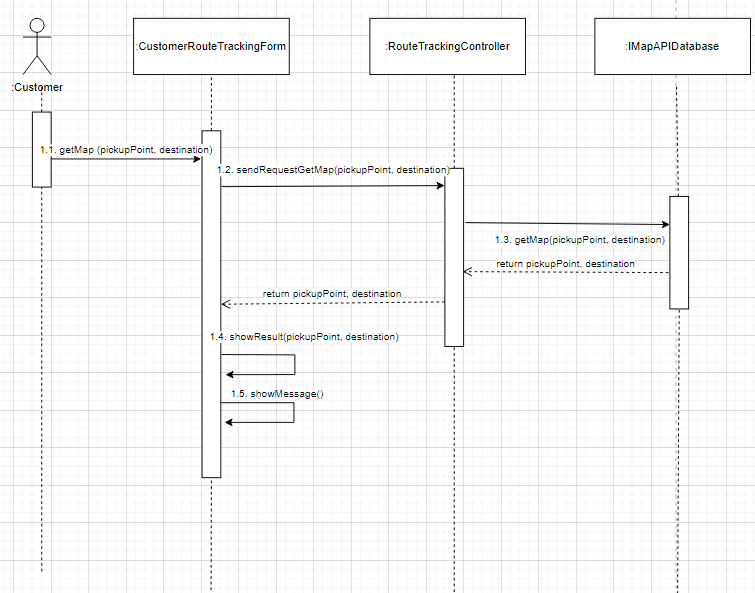 :CustomerRouteTrackingForm
:RouteTrackingController
:IMapAPIDatabase
:Customer
1.1. getMap (pickupPoint, destination)
1.2. sendRequestGetMap(pickupPoint, destination)
1.3. getMap(pickupPoint, destination)
return pickupPoint, destination
return pickupPoint, destination
1.4. showResult(pickupPoint, destination)
1.5. showMessage()